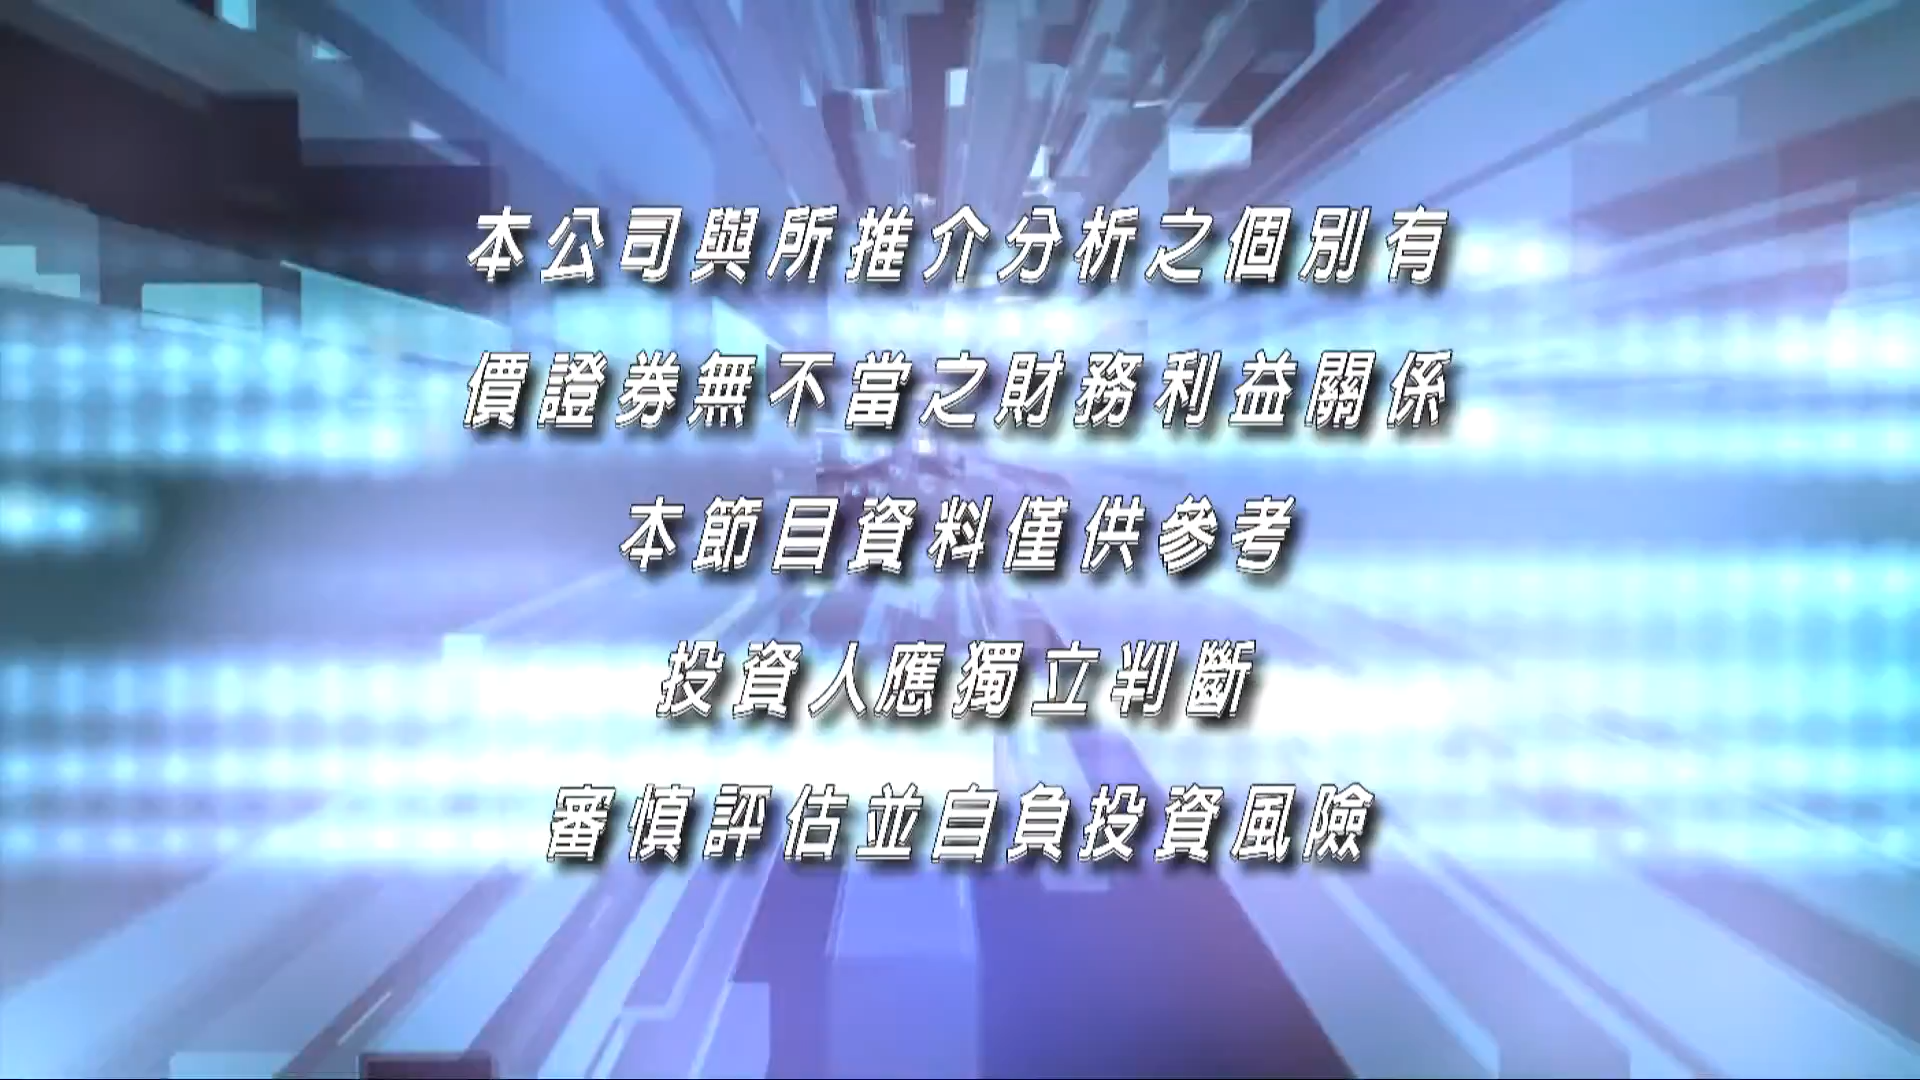 本公司與所推介分析之個別有
價證券無不當之財務利益關係
本節目資料僅供參考
投資人應獨立判斷
審慎評估並自負投資風險